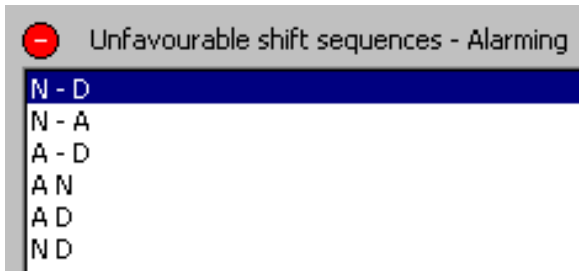 Unfavourable shift sequences - Alarming
N - D
N - A
A - D
A N
A D
N D